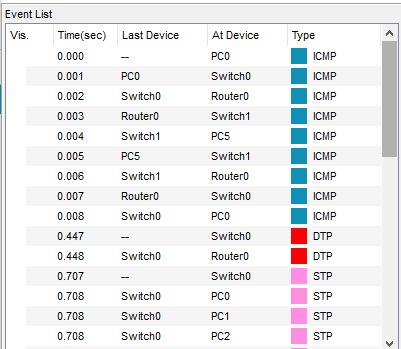 Event List
Vis. Time(sec) Last Device At Device Type
0.000 -- PC0 ICMP
0.001 PC0 Switch0 ICMP
0.002 Switch0 Router0 ICMP
0.003 Router0 Switch1 ICMP
0.004 Switch1 PC5 ICMP
0.005 PC5 Switch1 ICMP
0.006 Switch1 Router0 ICMP
0.007 Router0 Switch0 ICMP
0.008 Switch0 PC0 ICMP
0.447 -- Switch0 DTP
0.448 Switch0 Router0 DTP
0.707 -- Switch0 STP
0.708 Switch0 PC0 STP
0.708 Switch0 PC1 STP
0.708 Switch0 PC2 STP